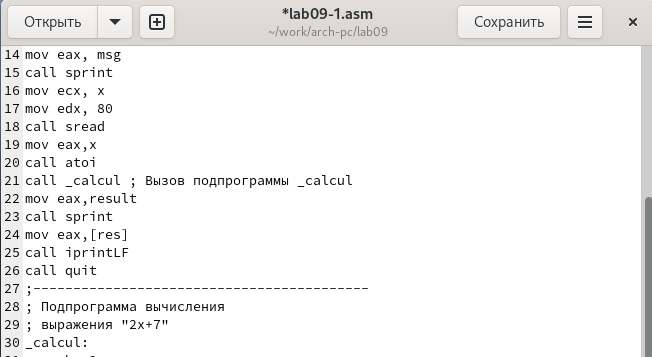 Открыть
*lab09-1.asm
~/work/arch-pc/lab09
Сохранить
14 mov eax, msg
15 call sprint
16 mov ecx, x
17 mov edx, 80
18 call sread
19 mov eax,x
20 call atoi
21 call _calcul ; Вызов подпрограммы _calcul
22 mov eax,result
23 call sprint
24 mov eax,[res]
25 call iprintLF
26 call quit
27 ;------------------------------------------
28 ; Подпрограмма вычисления
29 ; выражения "2x+7"
30 _calcul: